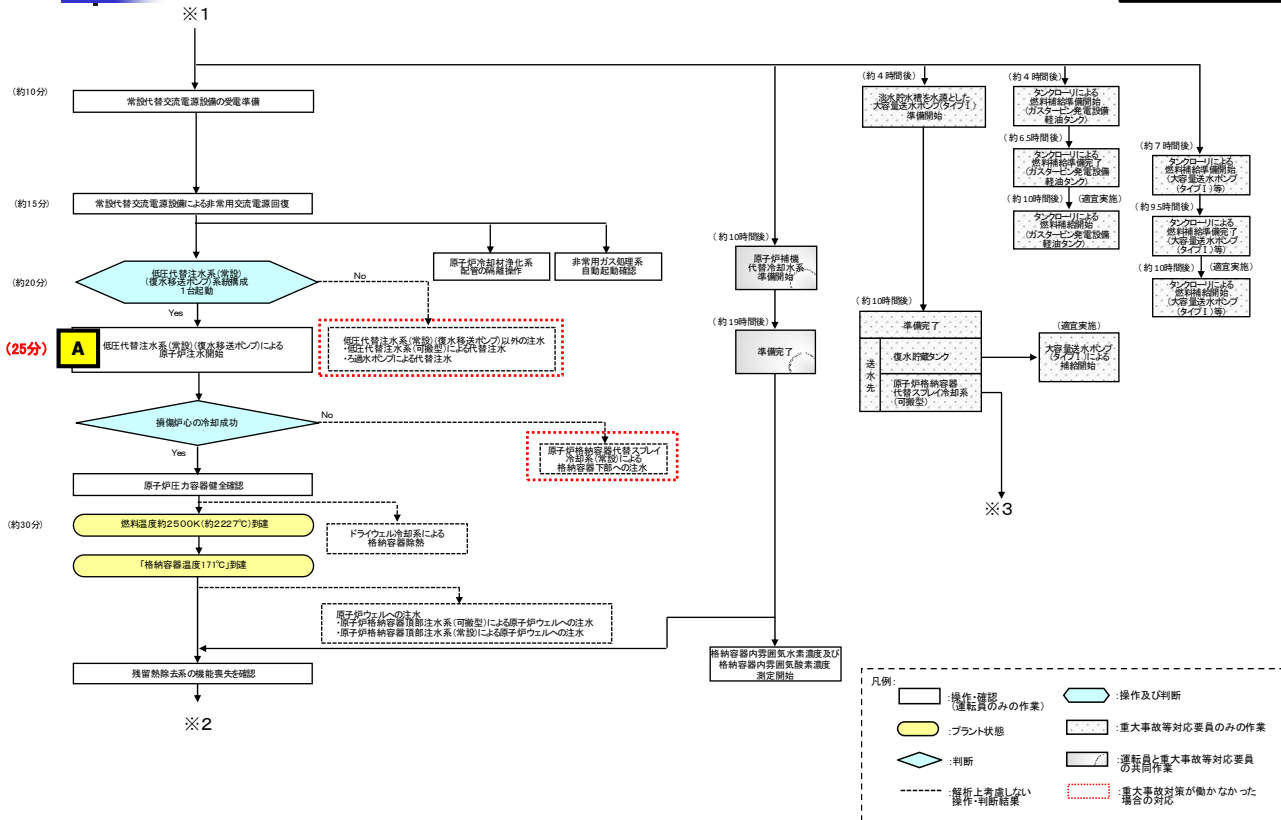 ※1
(約10分)
常設代替交流電源設備の受電準備
(約15分)
常設代替交流電源設備による非常用交流電源回復
原子炉冷却材浄化系
配管の隔離操作
非常用ガス処理系
自動起動確認
(約20分)
低圧代替注水系(常設)
(復水移送ポンプ)系統構成
1台起動
No
Yes
(25分)
A
低圧代替注水系(常設)(復水移送ポンプ)による
原子炉注水開始
低圧代替注水系(常設)(復水移送ポンプ)以外の注水
・低圧代替注水系(可搬型)による代替注水
・ろ過水ポンプによる代替注水
損傷炉心の冷却成功
No
Yes
原子炉格納容器代替スプレイ
冷却系(常設)による
格納容器下部への注水
原子炉圧力容器健全確認
(約30分)
燃料温度約2500K(約2227℃)到達
ドライウェル冷却系による
格納容器除熱
「格納容器温度171℃」到達
原子炉ウェルへの注水
・原子炉格納容器頂部注水系(可搬型)による原子炉ウェルへの注水
・原子炉格納容器頂部注水系(常設)による原子炉ウェルへの注水
残留熱除去系の機能喪失を確認
※2
(約10時間後)
原子炉補機
代替冷却水系
準備開始
(約19時間後)
準備完了
格納容器内雰囲気水素濃度及び
格納容器内雰囲気酸素濃度
測定開始
(約4時間後)
淡水貯水槽を水源とした
大容量送水ポンプ(タイプⅠ)
準備開始
(約10時間後)
準備完了
送水先
復水貯蔵タンク
原子炉格納容器
代替スプレイ冷却系
(可搬型)
(適宜実施)
大容量送水ポンプ
(タイプⅠ)による
補給開始
※3
(約4時間後)
タンクローリによる
燃料補給準備開始
(ガスタービン発電設備
軽油タンク)
(約6.5時間後)
タンクローリによる
燃料補給準備完了
(ガスタービン発電設備
軽油タンク)
(約10時間後) (適宜実施)
タンクローリによる
燃料補給開始
(ガスタービン発電設備
軽油タンク)
(約7時間後)
タンクローリによる
燃料補給準備開始
(大容量送水ポンプ
(タイプⅠ)等)
(約9.5時間後)
タンクローリによる
燃料補給準備完了
(大容量送水ポンプ
(タイプⅠ)等)
(約10時間後) (適宜実施)
タンクローリによる
燃料補給開始
(大容量送水ポンプ
(タイプⅠ)等)
凡例:
:操作・確認
(運転員のみの作業)
:操作及び判断
:プラント状態
:重大事故等対応要員のみの作業
:判断
:運転員と重大事故等対応要員
の共同作業
:解析上考慮しない
操作・判断結果
:重大事故対策が働かなかった
場合の対応